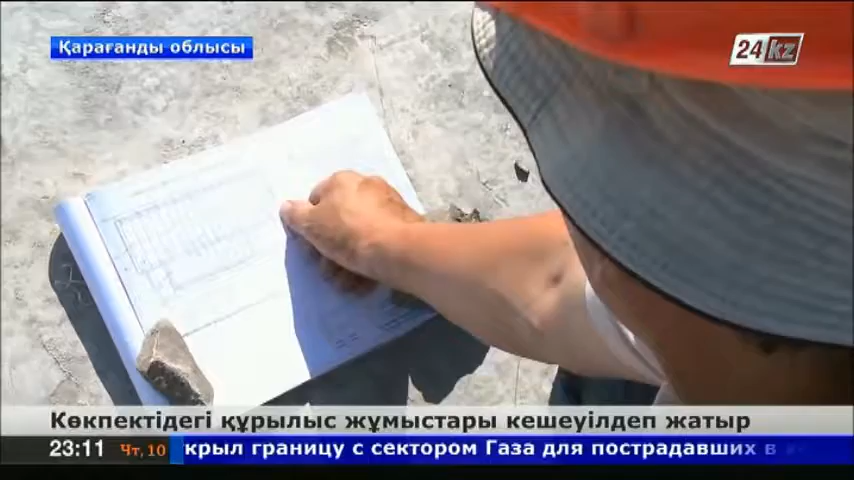 Қарағанды облысы
24kz
Көкпектідегі құрылыс жұмыстары кешеуілдеп жатыр
23:11 Чт, 10 крыл границу с сектором Газа для пострадавших в